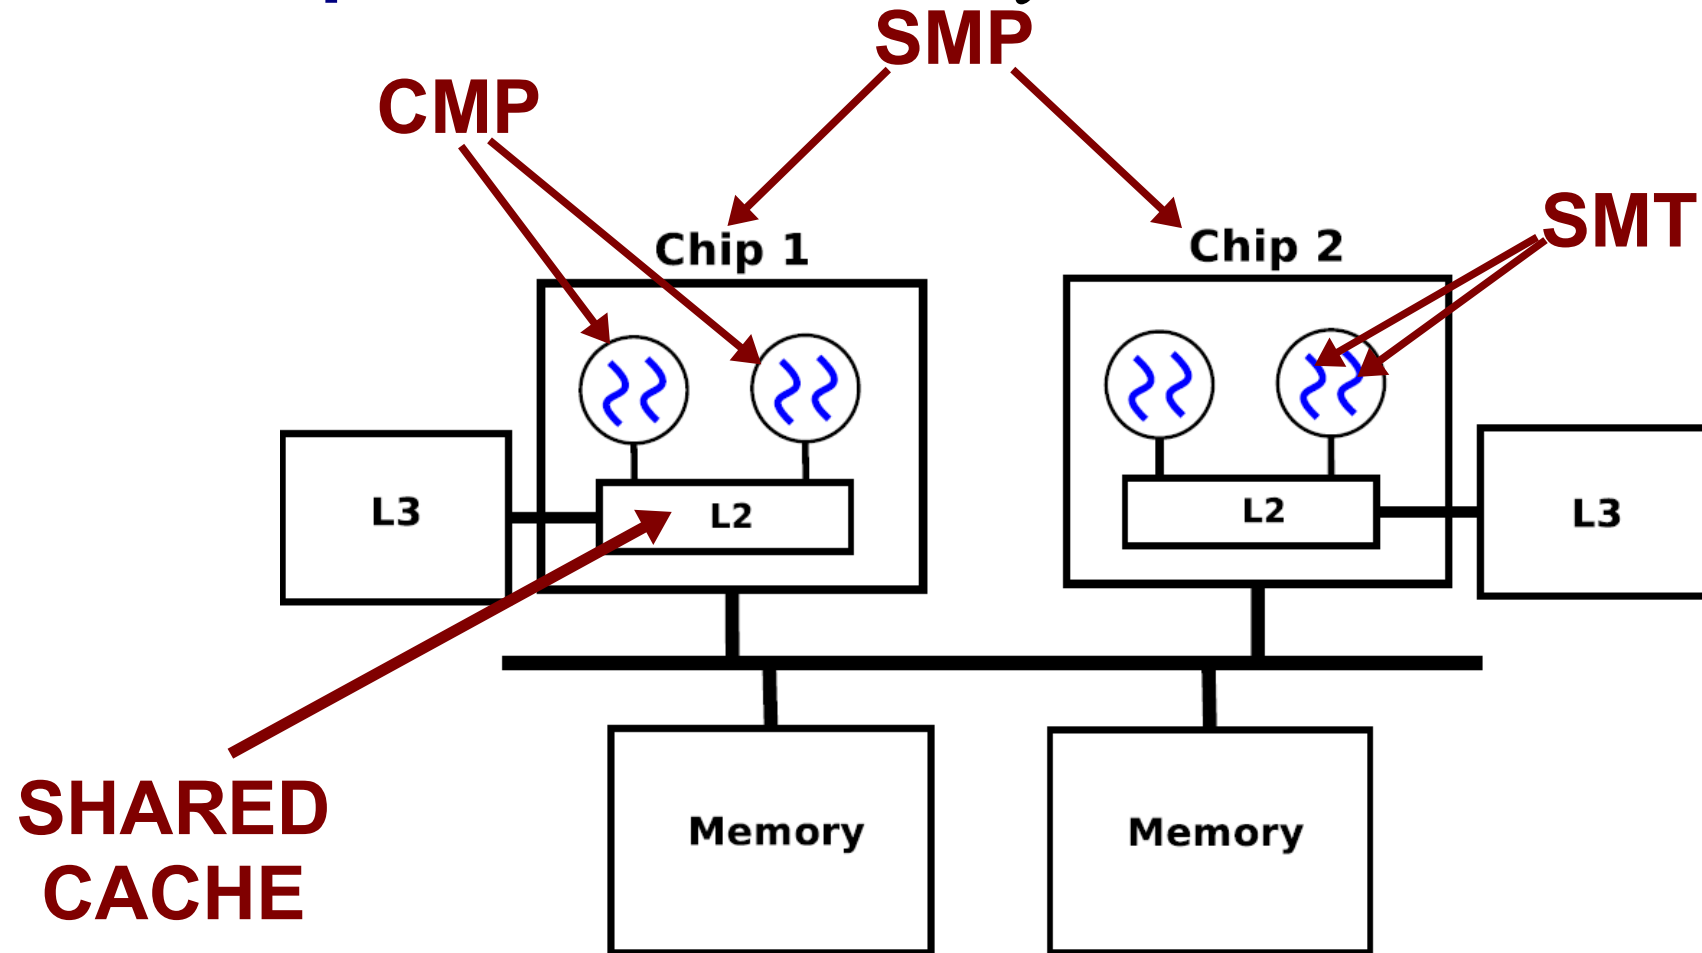 SMP
CMP
SMT
Chip 1
Chip 2
L3
L2
L2
L3
SHARED
CACHE
Memory
Memory